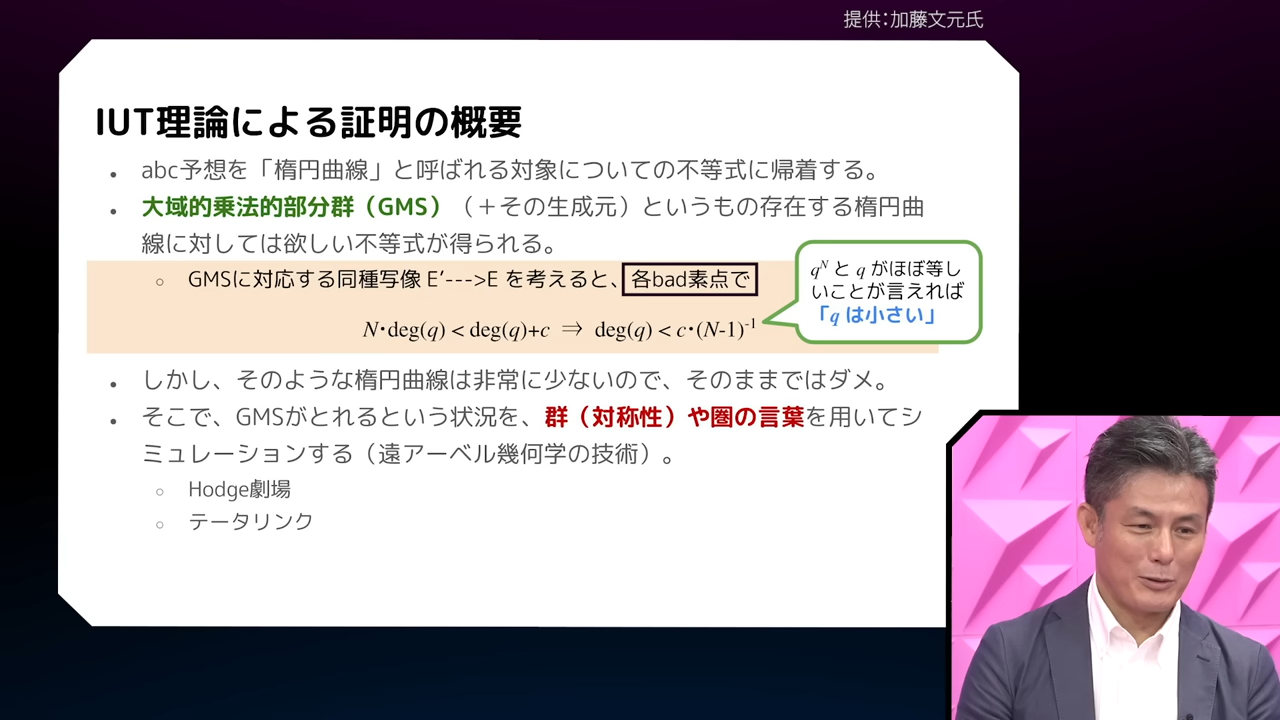 提供：加藤文元氏
IUT理論による証明の概要
• abc予想を「楕円曲線」と呼ばれる対象についての不等式に帰着する。
• 大域的乗法的部分群（GMS）（＋その生成元）というもの存在する楕円曲
線に対しては欲しい不等式が得られる。
○ GMSに対応する同種写像 E′--->E を考えると、各bad素点で
N·deg(q) < deg(q)+c ⇒ deg(q) < c·(N-1)⁻¹
qᴺ と q がほぼ等し
いことが言えれば
「q は小さい」
• しかし、そのような楕円曲線は非常に少ないので、そのままではダメ。
• そこで、GMSがとれるという状況を、群（対称性）や圏の言葉を用いてシ
ミュレーションする（遠アーベル幾何学の技術）。
○ Hodge劇場
○ テータリンク